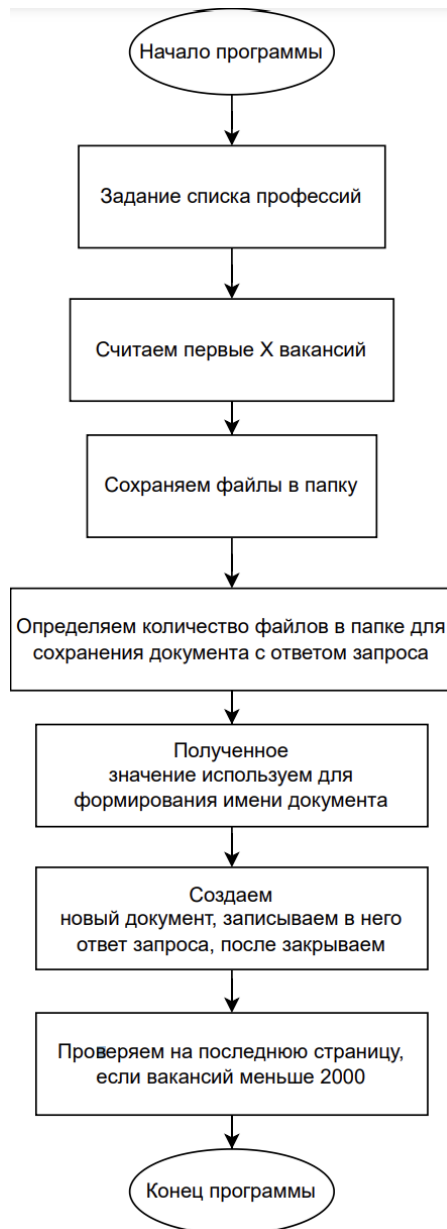 Начало программы
Задание списка профессий
Считаем первые X вакансий
Сохраняем файлы в папку
Определяем количество файлов в папке для
сохранения документа с ответом запроса
Полученное
значение используем для
формирования имени документа
Создаем
новый документ, записываем в него
ответ запроса, после закрываем
Проверяем на последнюю страницу,
если вакансий меньше 2000
Конец программы